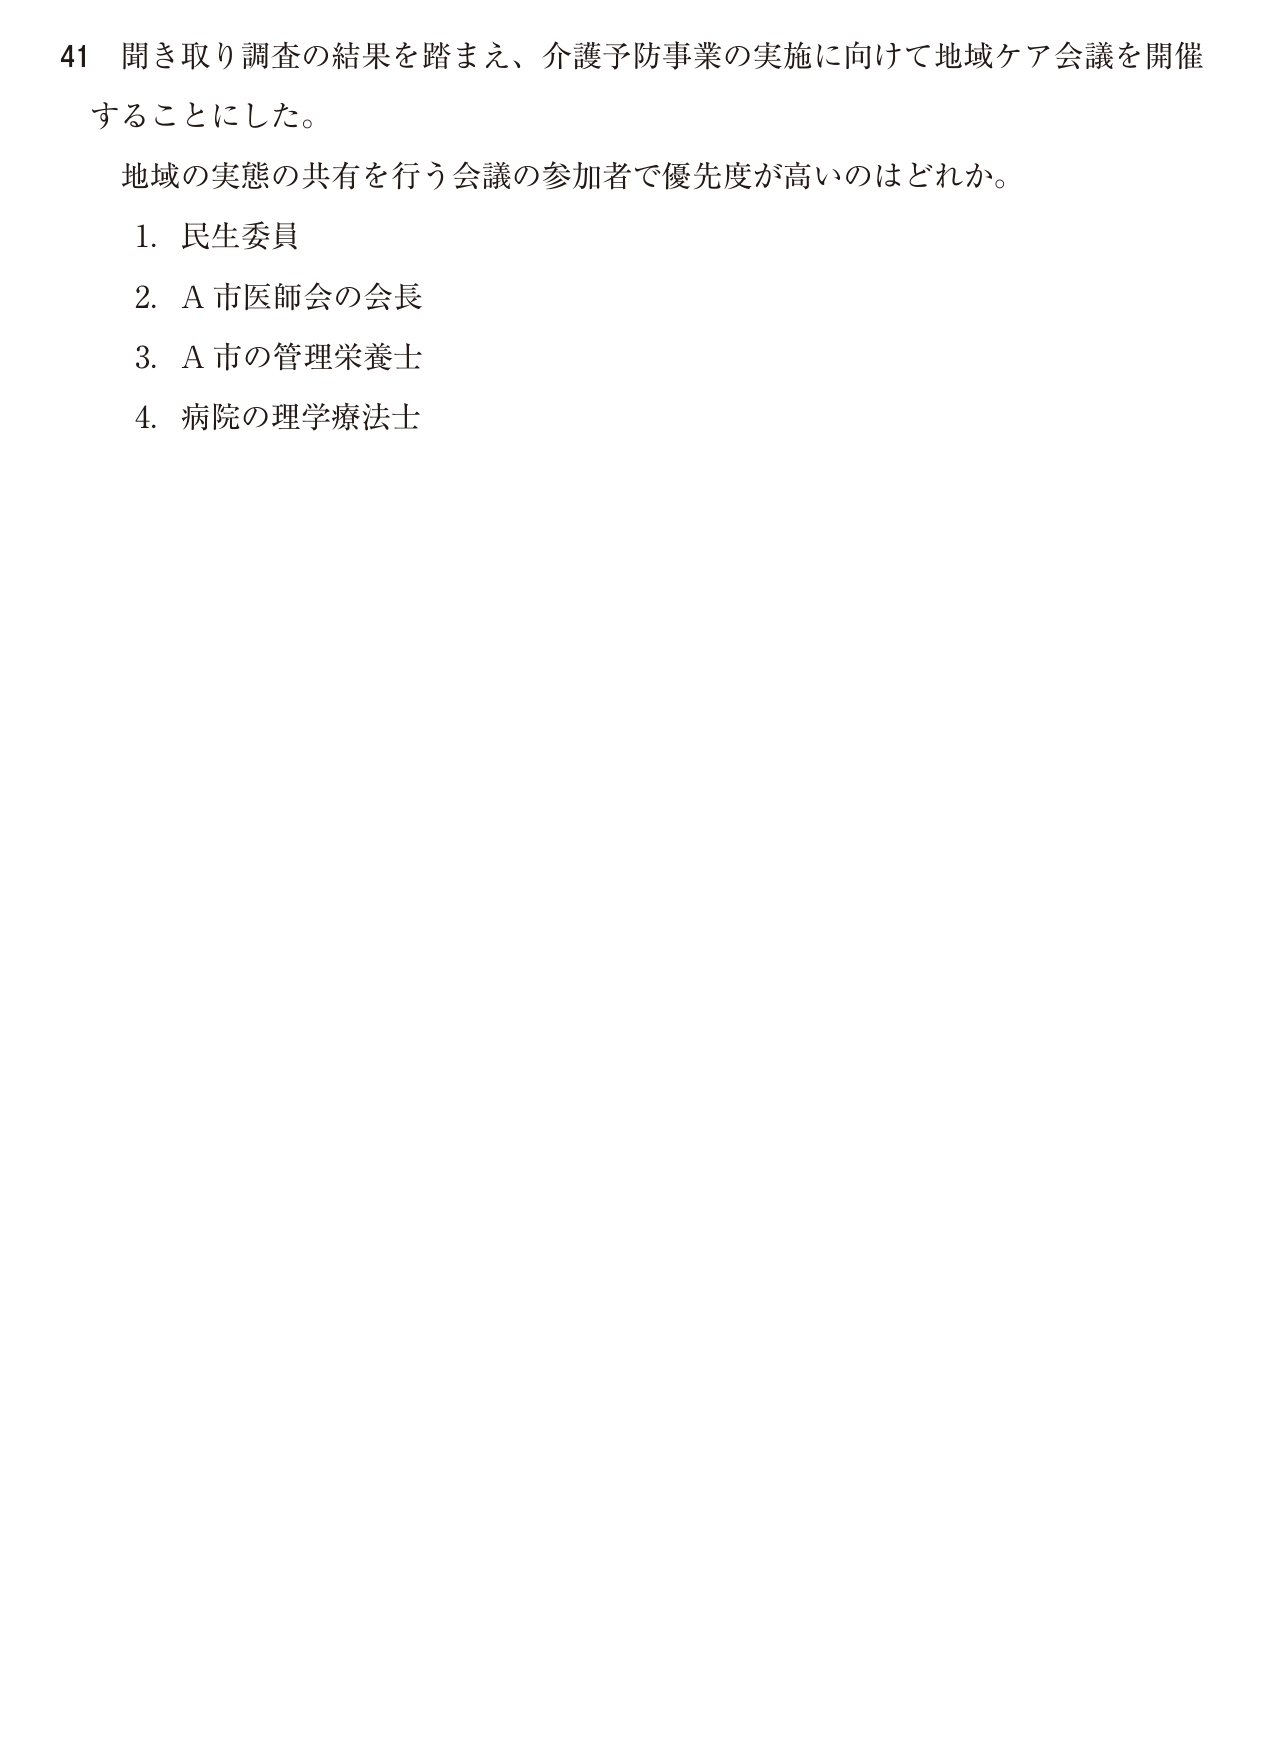 41　聞き取り調査の結果を踏まえ、介護予防事業の実施に向けて地域ケア会議を開催
することにした。
地域の実態の共有を行う会議の参加者で優先度が高いのはどれか。
1. 民生委員
2. A 市医師会の会長
3. A 市の管理栄養士
4. 病院の理学療法士